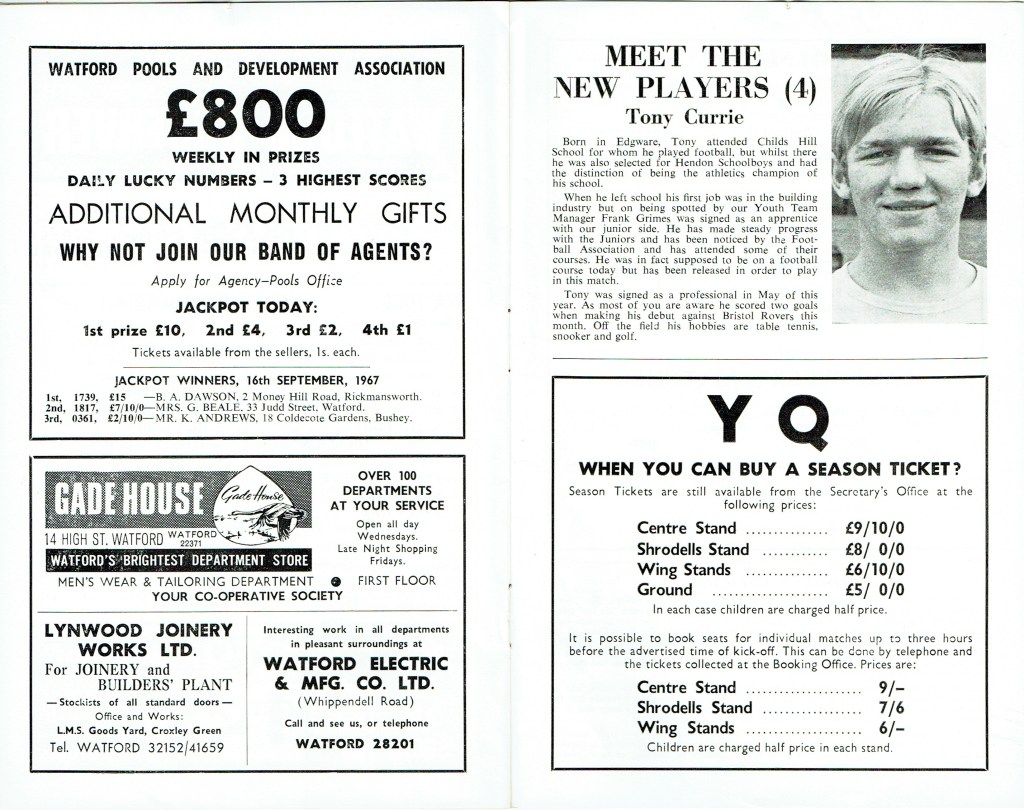 WATFORD POOLS AND DEVELOPMENT ASSOCIATION
£800
WEEKLY IN PRIZES
DAILY LUCKY NUMBERS – 3 HIGHEST SCORES
ADDITIONAL MONTHLY GIFTS
WHY NOT JOIN OUR BAND OF AGENTS?
Apply for Agency–Pools Office
JACKPOT TODAY:
1st prize £10, 2nd £4, 3rd £2, 4th £1
Tickets available from the sellers, 1s. each.
JACKPOT WINNERS, 16th SEPTEMBER, 1967
1st, 1739, £15 —B. A. DAWSON, 2 Money Hill Road, Rickmansworth.
2nd, 1817, £7/10/0—MRS. G. BEALE, 33 Judd Street, Watford.
3rd, 0361, £2/10/0—MR. K. ANDREWS, 18 Coldecote Gardens, Bushey.
GADE HOUSE
Gade House
14 HIGH ST. WATFORD WATFORD 22371
WATFORD'S BRIGHTEST DEPARTMENT STORE
OVER 100
DEPARTMENTS
AT YOUR SERVICE
Open all day
Wednesdays.
Late Night Shopping
Fridays.
MEN'S WEAR & TAILORING DEPARTMENT ● FIRST FLOOR
YOUR CO-OPERATIVE SOCIETY
LYNWOOD JOINERY
WORKS LTD.
For JOINERY and
BUILDERS' PLANT
— Stockists of all standard doors —
Office and Works:
L.M.S. Goods Yard, Croxley Green
Tel. WATFORD 32152/41659
Interesting work in all departments
in pleasant surroundings at
WATFORD ELECTRIC
& MFG. CO. LTD.
(Whippendell Road)
Call and see us, or telephone
WATFORD 28201
MEET THE
NEW PLAYERS (4)
Tony Currie
Born in Edgware, Tony attended Childs Hill
School for whom he played football, but whilst there
he was also selected for Hendon Schoolboys and had
the distinction of being the athletics champion of
his school.
When he left school his first job was in the building
industry but on being spotted by our Youth Team
Manager Frank Grimes was signed as an apprentice
with our junior side. He has made steady progress
with the Juniors and has been noticed by the Foot-
ball Association and has attended some of their
courses. He was in fact supposed to be on a football
course today but has been released in order to play
in this match.
Tony was signed as a professional in May of this
year. As most of you are aware he scored two goals
when making his debut against Bristol Rovers this
month. Off the field his hobbies are table tennis,
snooker and golf.
Y Q
WHEN YOU CAN BUY A SEASON TICKET?
Season Tickets are still available from the Secretary's Office at the
following prices:
Centre Stand ............... £9/10/0
Shrodells Stand ............ £8/ 0/0
Wing Stands ............... £6/10/0
Ground ..................... £5/ 0/0
In each case children are charged half price.
It is possible to book seats for individual matches up to three hours
before the advertised time of kick-off. This can be done by telephone and
the tickets collected at the Booking Office. Prices are:
Centre Stand ..................... 9/–
Shrodells Stand .................. 7/6
Wing Stands ..................... 6/–
Children are charged half price in each stand.